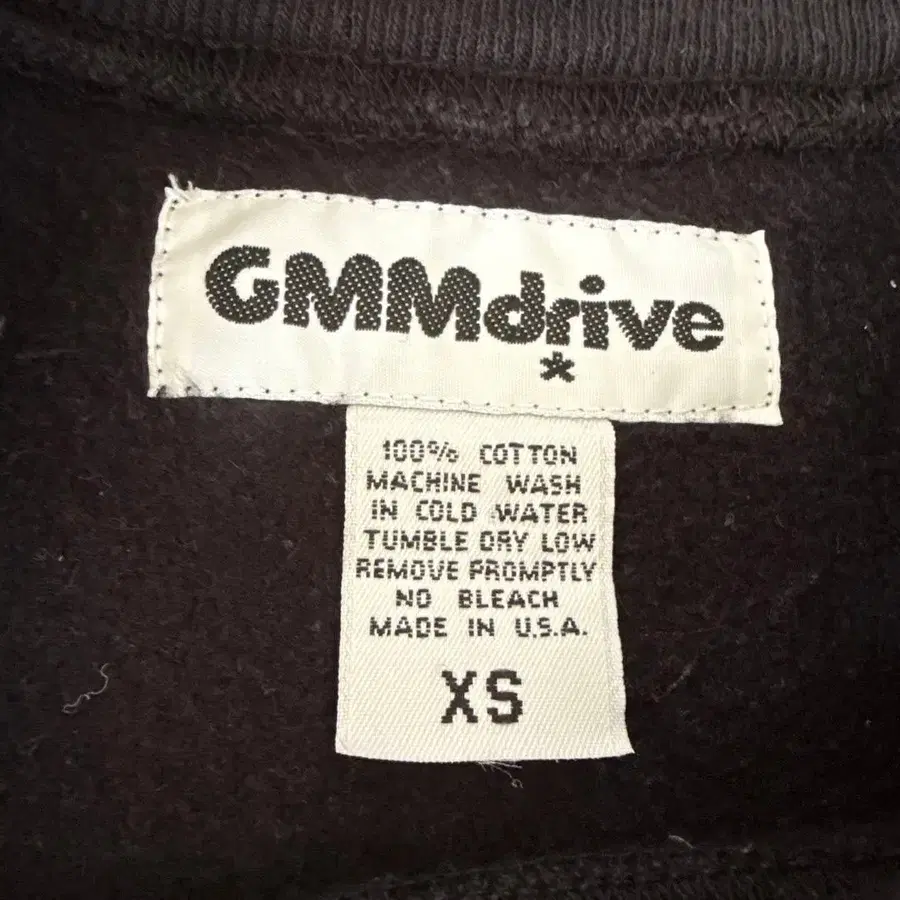 GMMdrive
*
100% COTTON
MACHINE WASH
IN COLD WATER
TUMBLE DRY LOW
REMOVE PROMPTLY
NO BLEACH
MADE IN U.S.A.
XS